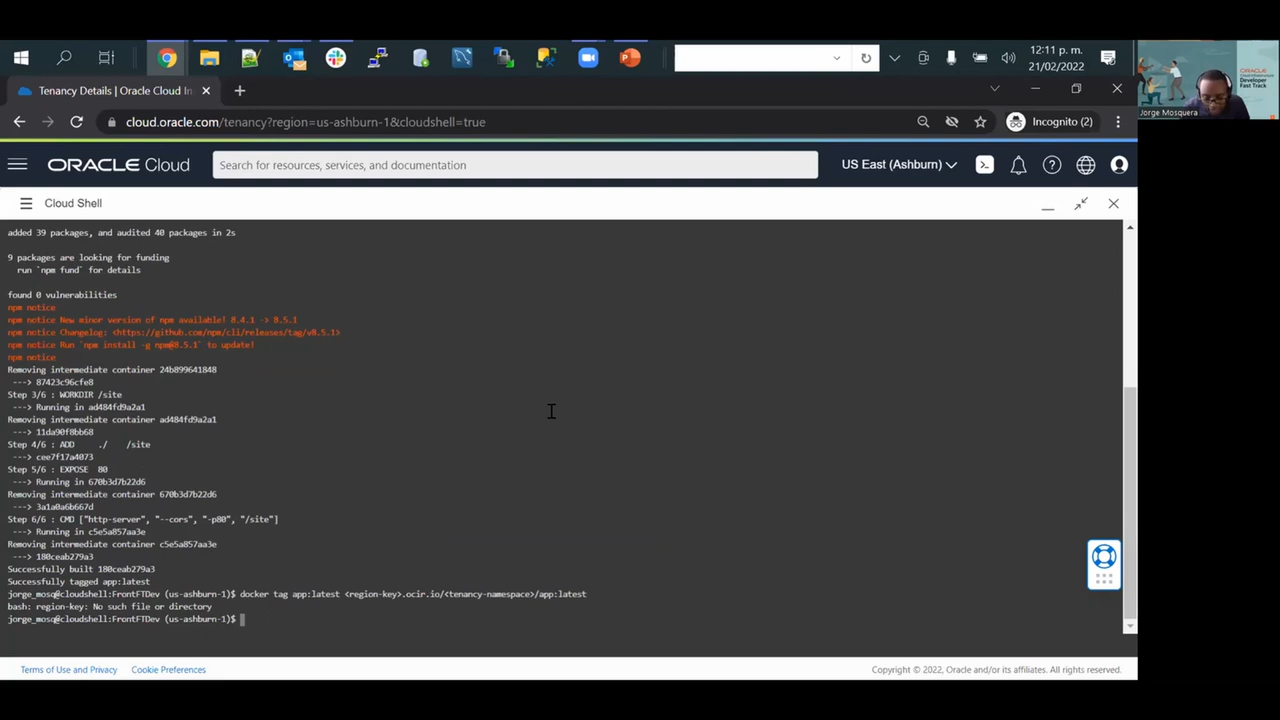 12:11 p. m.
21/02/2022
Tenancy Details | Oracle Cloud In
cloud.oracle.com/tenancy?region=us-ashburn-1&cloudshell=true
Incognito (2)
ORACLE
Developer
Fast Track
Jorge Mosquera
ORACLE Cloud
Search for resources, services, and documentation
US East (Ashburn)
Cloud Shell
added 39 packages, and audited 40 packages in 2s
9 packages are looking for funding
run `npm fund` for details
found 0 vulnerabilities
npm notice
npm notice New minor version of npm available! 8.4.1 -> 8.5.1
npm notice Changelog: <https://github.com/npm/cli/releases/tag/v8.5.1>
npm notice Run `npm install -g npm@8.5.1` to update!
npm notice
Removing intermediate container 24b899641848
---> 87423c96cfe8
Step 3/6 : WORKDIR /site
---> Running in ad484fd9a2a1
Removing intermediate container ad484fd9a2a1
---> 11da90f8bb68
Step 4/6 : ADD ./ /site
---> cee7f17a4073
Step 5/6 : EXPOSE 80
---> Running in 670b3d7b22d6
Removing intermediate container 670b3d7b22d6
---> 3a1a0a6b667d
Step 6/6 : CMD ["http-server", "--cors", "-p80", "/site"]
---> Running in c5e5a857aa3e
Removing intermediate container c5e5a857aa3e
---> 180ceab279a3
Successfully built 180ceab279a3
Successfully tagged app:latest
jorge_mosq@cloudshell:FrontFTDev (us-ashburn-1)$ docker tag app:latest <region-key>.ocir.io/<tenancy-namespace>/app:latest
bash: region-key: No such file or directory
jorge_mosq@cloudshell:FrontFTDev (us-ashburn-1)$
Terms of Use and Privacy
Cookie Preferences
Copyright © 2022, Oracle and/or its affiliates. All rights reserved.